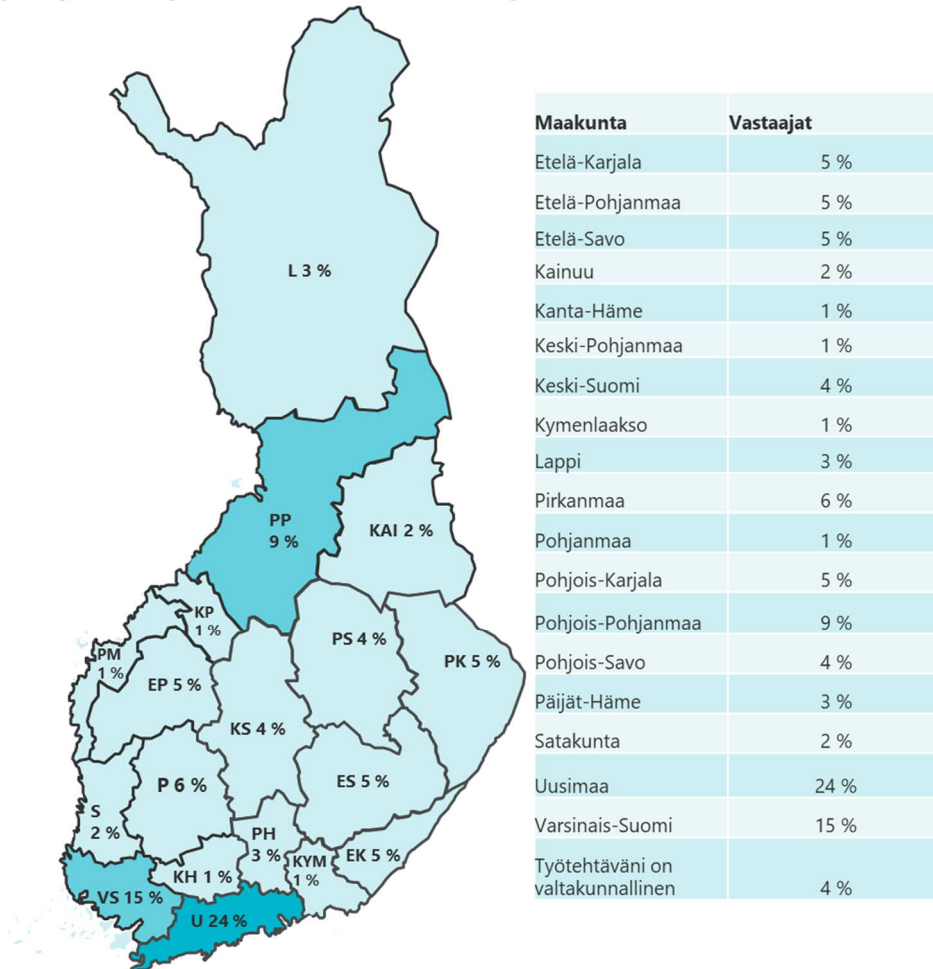 L 3 %
PP
9 %
KAI 2 %
KP
1 %
PS 4 %
PM
1 %
PK 5 %
EP 5 %
KS 4 %
P 6 %
ES 5 %
S
2 %
PH
3 %
KYM
1 %
EK 5 %
KH 1 %
VS 15 %
U 24 %
Maakunta Vastaajat
Etelä-Karjala 5 %
Etelä-Pohjanmaa 5 %
Etelä-Savo 5 %
Kainuu 2 %
Kanta-Häme 1 %
Keski-Pohjanmaa 1 %
Keski-Suomi 4 %
Kymenlaakso 1 %
Lappi 3 %
Pirkanmaa 6 %
Pohjanmaa 1 %
Pohjois-Karjala 5 %
Pohjois-Pohjanmaa 9 %
Pohjois-Savo 4 %
Päijät-Häme 3 %
Satakunta 2 %
Uusimaa 24 %
Varsinais-Suomi 15 %
Työtehtäväni on
valtakunnallinen 4 %